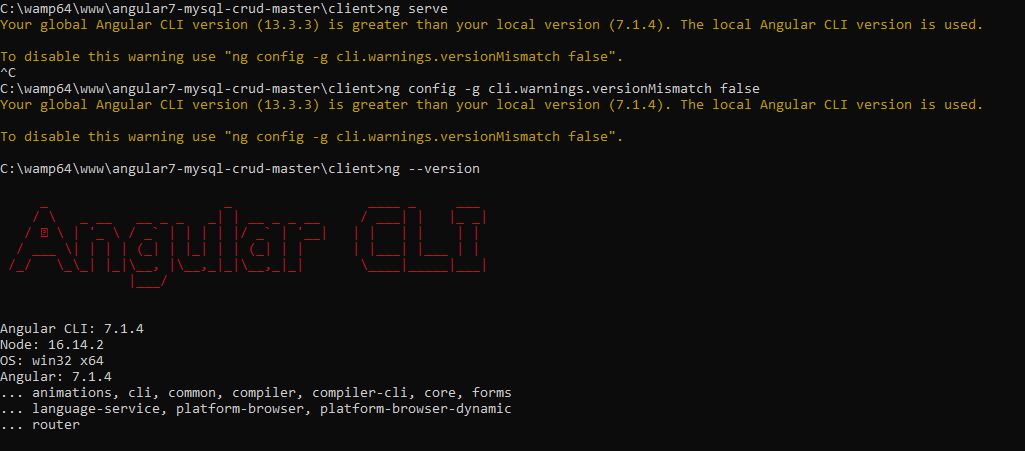 C:\wamp64\www\angular7-mysql-crud-master\client>ng serve
Your global Angular CLI version (13.3.3) is greater than your local version (7.1.4). The local Angular CLI version is used.
To disable this warning use "ng config -g cli.warnings.versionMismatch false".
^C
C:\wamp64\www\angular7-mysql-crud-master\client>ng config -g cli.warnings.versionMismatch false
Your global Angular CLI version (13.3.3) is greater than your local version (7.1.4). The local Angular CLI version is used.
To disable this warning use "ng config -g cli.warnings.versionMismatch false".
C:\wamp64\www\angular7-mysql-crud-master\client>ng --version
Angular CLI
Angular CLI: 7.1.4
Node: 16.14.2
OS: win32 x64
Angular: 7.1.4
... animations, cli, common, compiler, compiler-cli, core, forms
... language-service, platform-browser, platform-browser-dynamic
... router